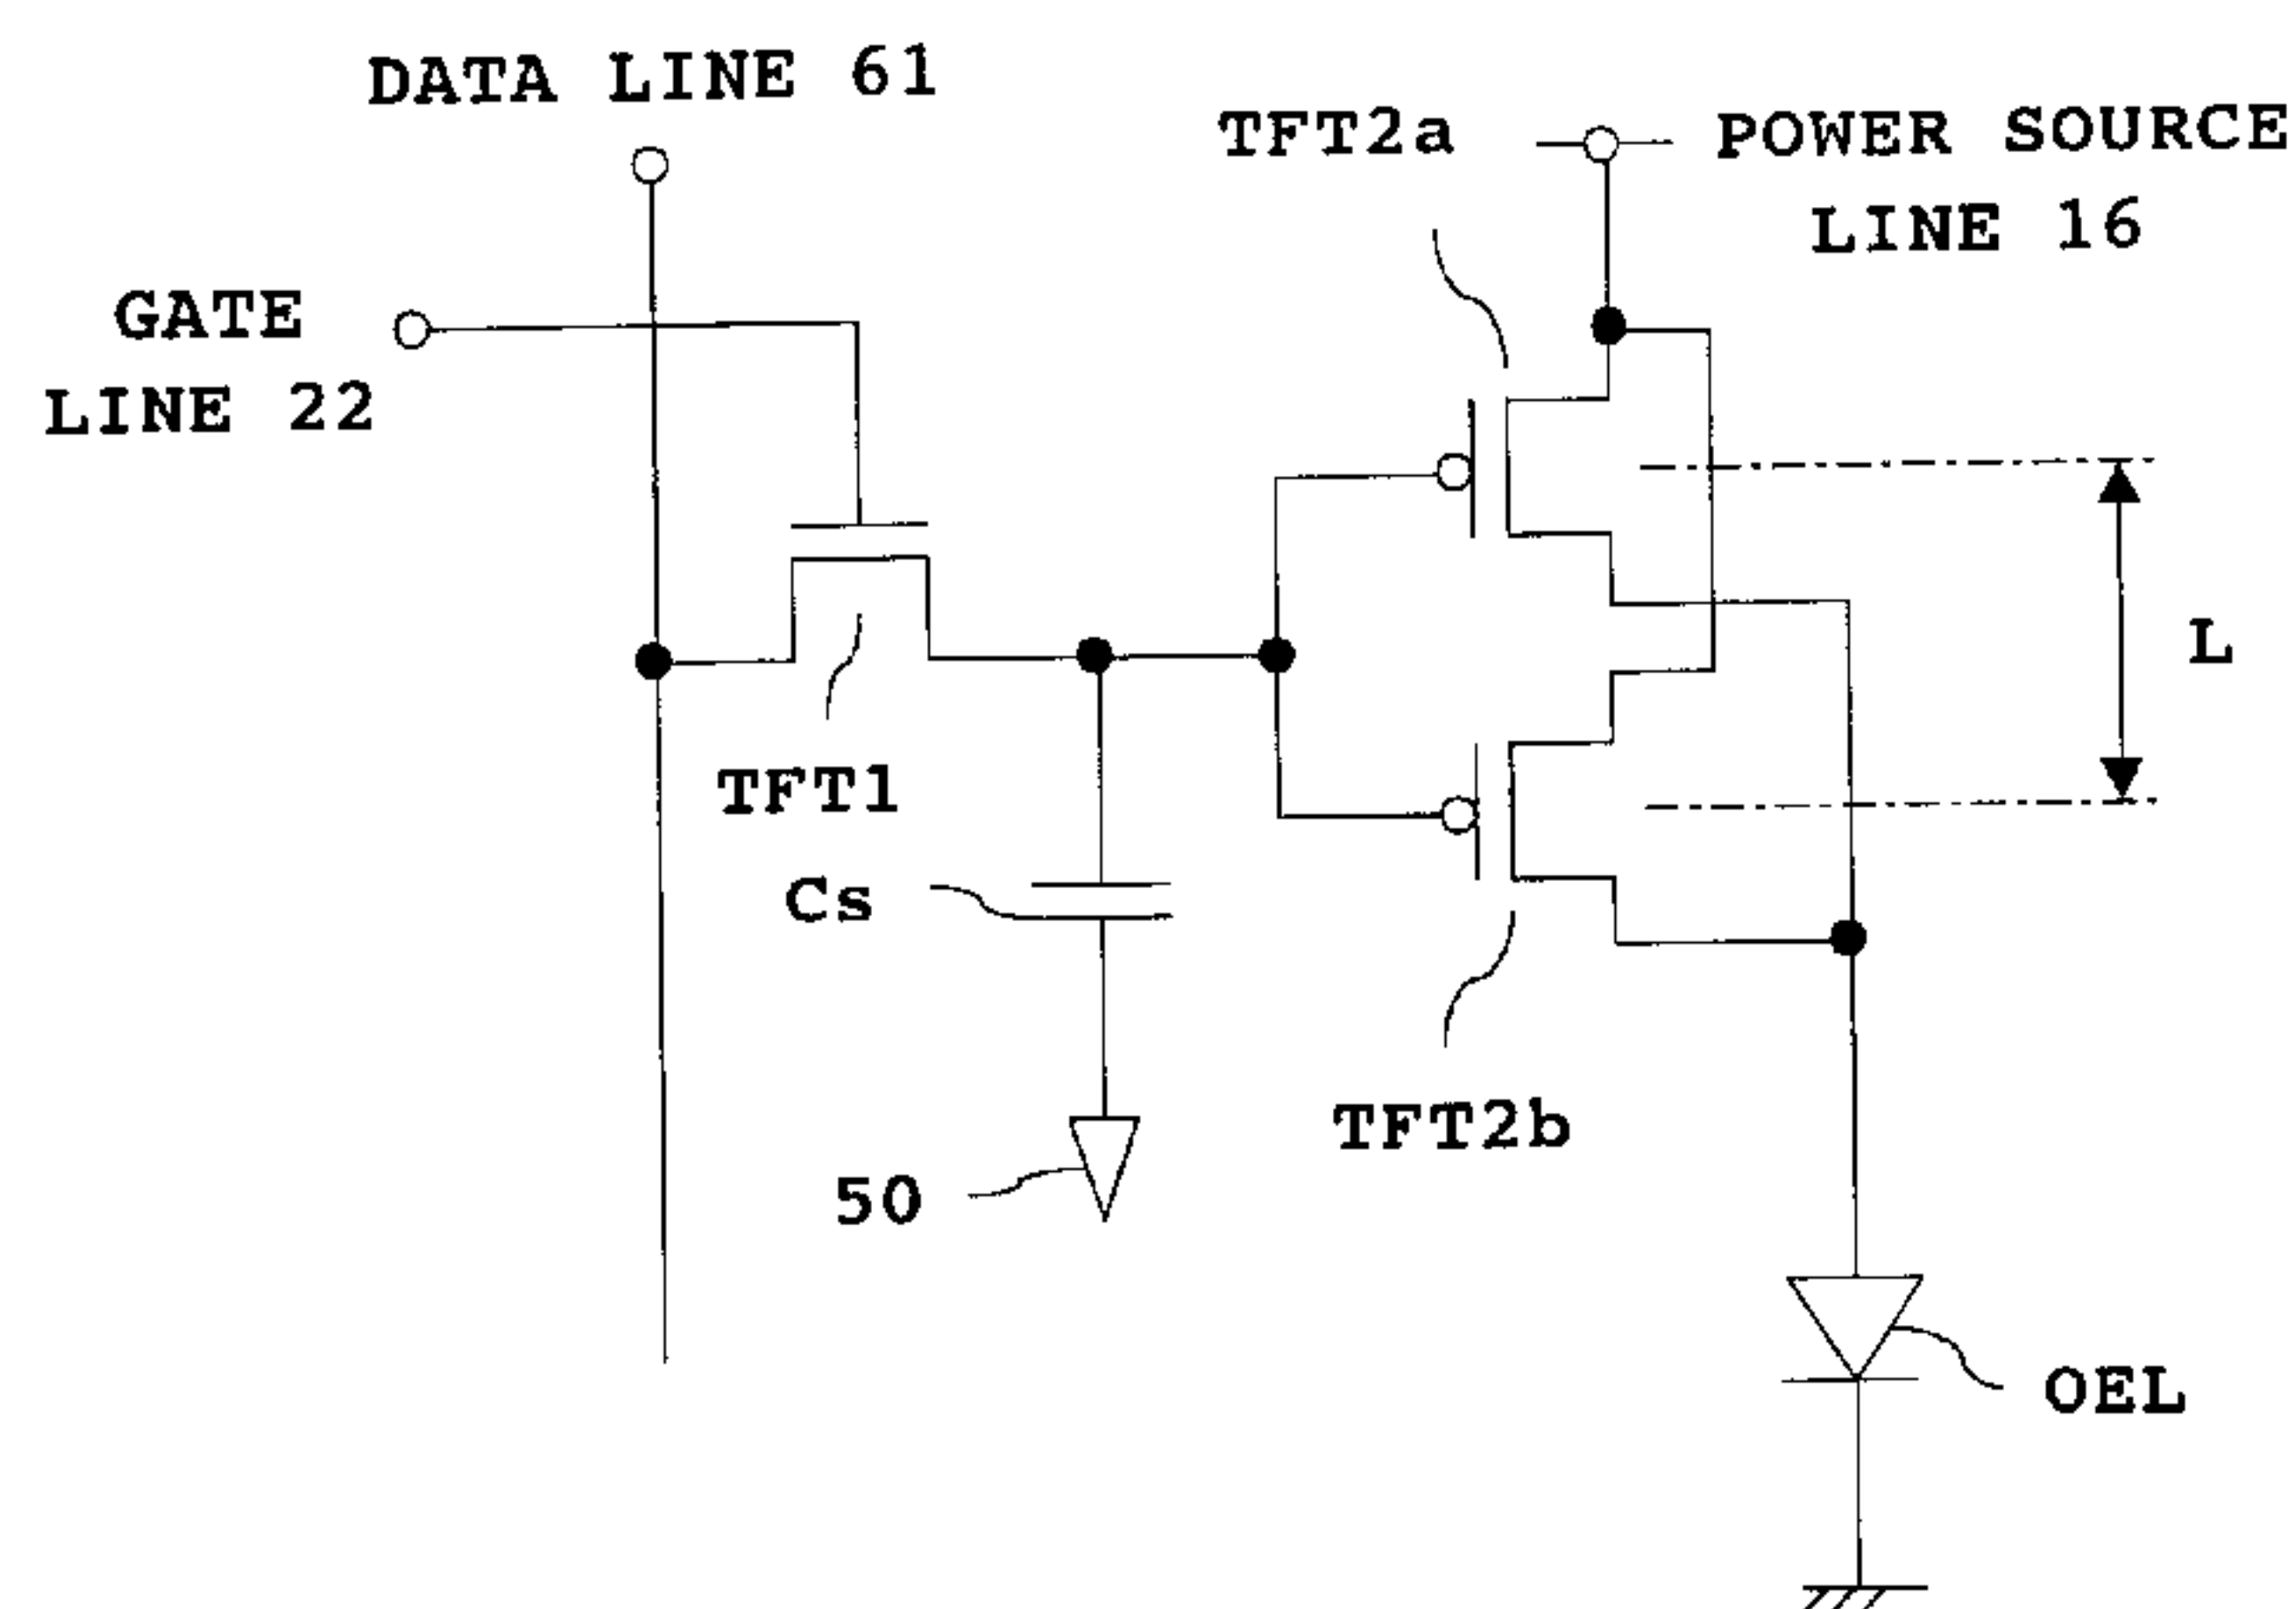 DATA LINE 61
TFT2a
POWER SOURCE
LINE 16
GATE
LINE 22
L
TFT1
Cs
TFT2b
50
OEL